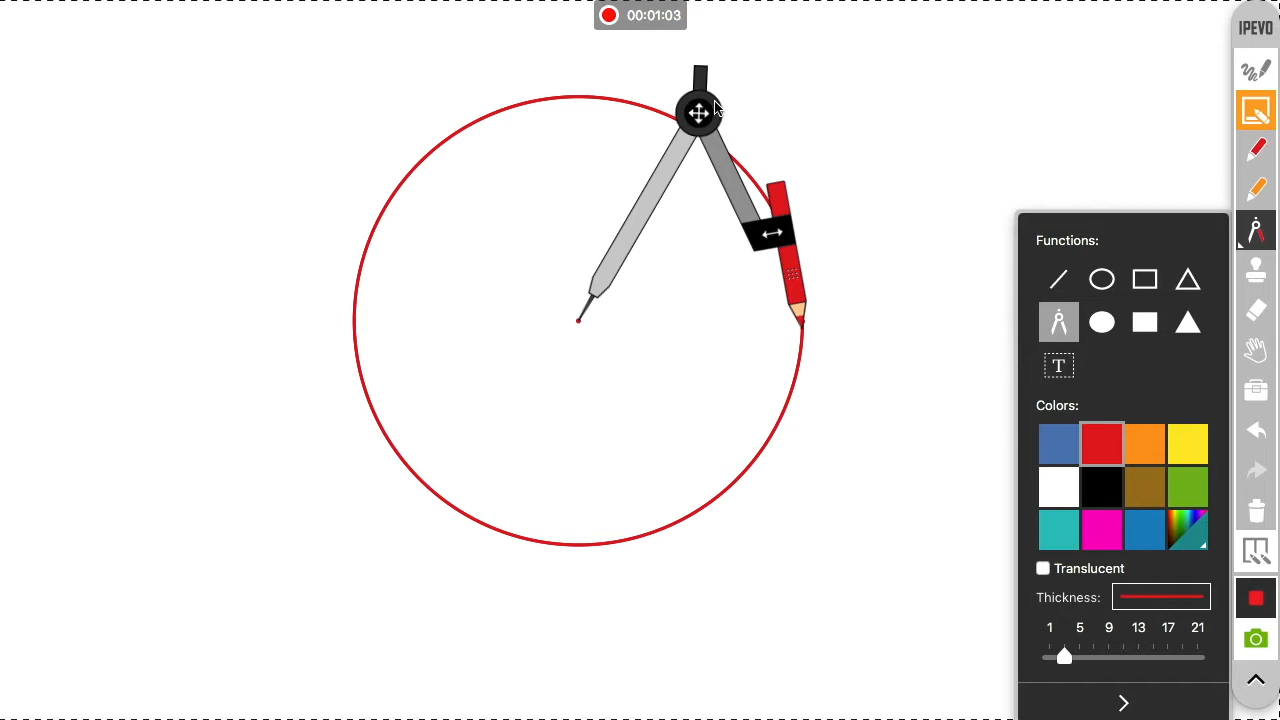 00:01:03
IPEVO
Functions:
T
Colors:
Translucent
Thickness:
1 5 9 13 17 21